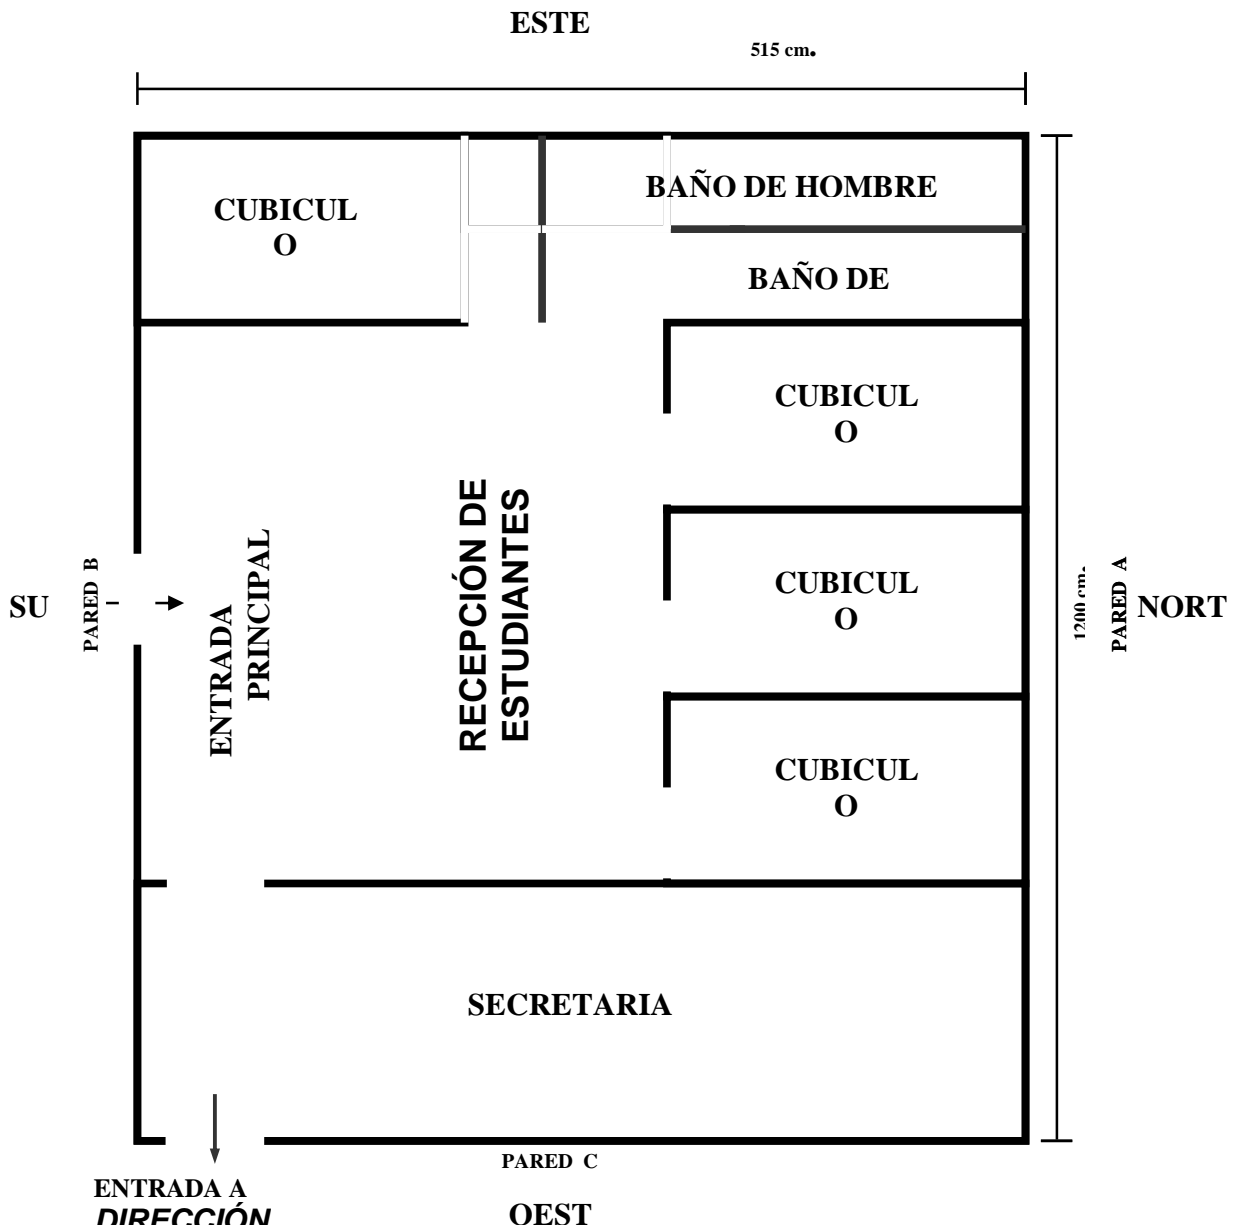 ESTE
515 cm.
BAÑO DE HOMBRE
CUBICUL
O
BAÑO DE
CUBICUL
O
RECEPCIÓN DE
ESTUDIANTES
ENTRADA
PRINCIPAL
SU
PARED B
CUBICUL
O
1200 cm.
PARED A
NORT
CUBICUL
O
SECRETARIA
PARED C
ENTRADA A
DIRECCIÓN
OEST